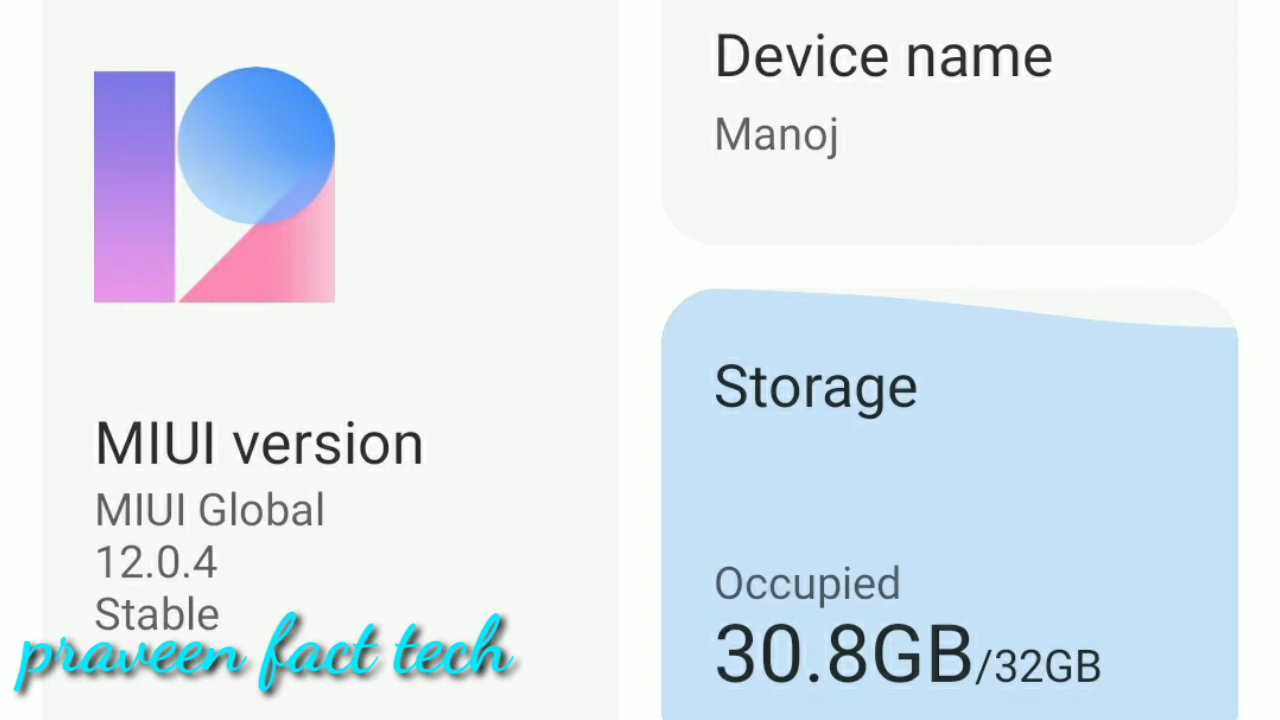 Device name
Manoj
Storage
Occupied
30.8GB/32GB
MIUI version
MIUI Global
12.0.4
Stable
praveen fact tech